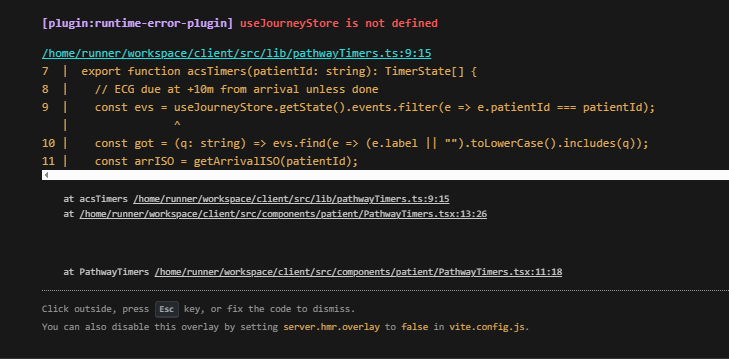 [plugin:runtime-error-plugin] useJourneyStore is not defined
/home/runner/workspace/client/src/lib/pathwayTimers.ts:9:15
7 | export function acsTimers(patientId: string): TimerState[] {
8 | // ECG due at +10m from arrival unless done
9 | const evs = useJourneyStore.getState().events.filter(e => e.patientId === patientId);
| ^
10 | const got = (q: string) => evs.find(e => (e.label || "").toLowerCase().includes(q));
11 | const arrISO = getArrivalISO(patientId);
at acsTimers /home/runner/workspace/client/src/lib/pathwayTimers.ts:9:15
at /home/runner/workspace/client/src/components/patient/PathwayTimers.tsx:13:26
at PathwayTimers /home/runner/workspace/client/src/components/patient/PathwayTimers.tsx:11:18
Click outside, press Esc key, or fix the code to dismiss.
You can also disable this overlay by setting server.hmr.overlay to false in vite.config.js.